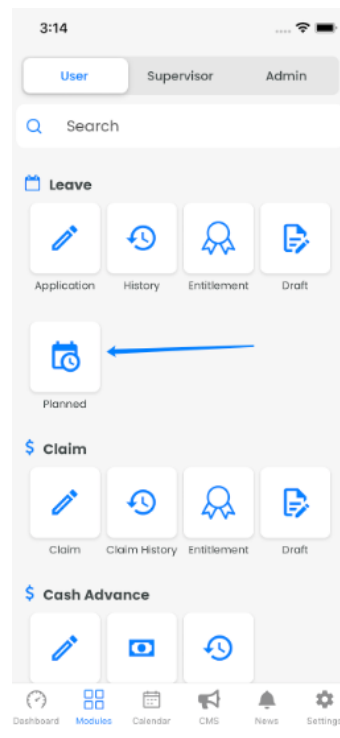 3:14
User Supervisor Admin
Search
Leave
Application History Entitlement Draft
Planned
$ Claim
Claim Claim History Entitlement Draft
$ Cash Advance
Dashboard Modules Calendar CMS News Settings